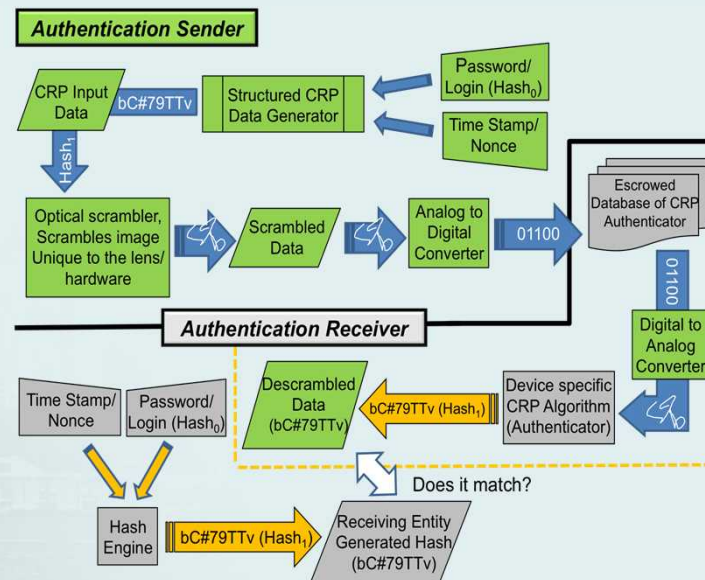 Authentication Sender
CRP Input
Data
bC#79TTv
Structured CRP
Data Generator
Password/
Login (Hash₀)
Time Stamp/
Nonce
Hash₁
Optical scrambler,
Scrambles image
Unique to the lens/
hardware
Scrambled
Data
Analog to
Digital
Converter
01100
Escrowed
Database of CRP
Authenticator
01100
Authentication Receiver
Digital to
Analog
Converter
Descrambled
Data
(bC#79TTv)
bC#79TTv (Hash₁)
Device specific
CRP Algorithm
(Authenticator)
Time Stamp/
Nonce
Password/
Login (Hash₀)
Does it match?
Hash
Engine
bC#79TTv (Hash₁)
Receiving Entity
Generated Hash
(bC#79TTv)